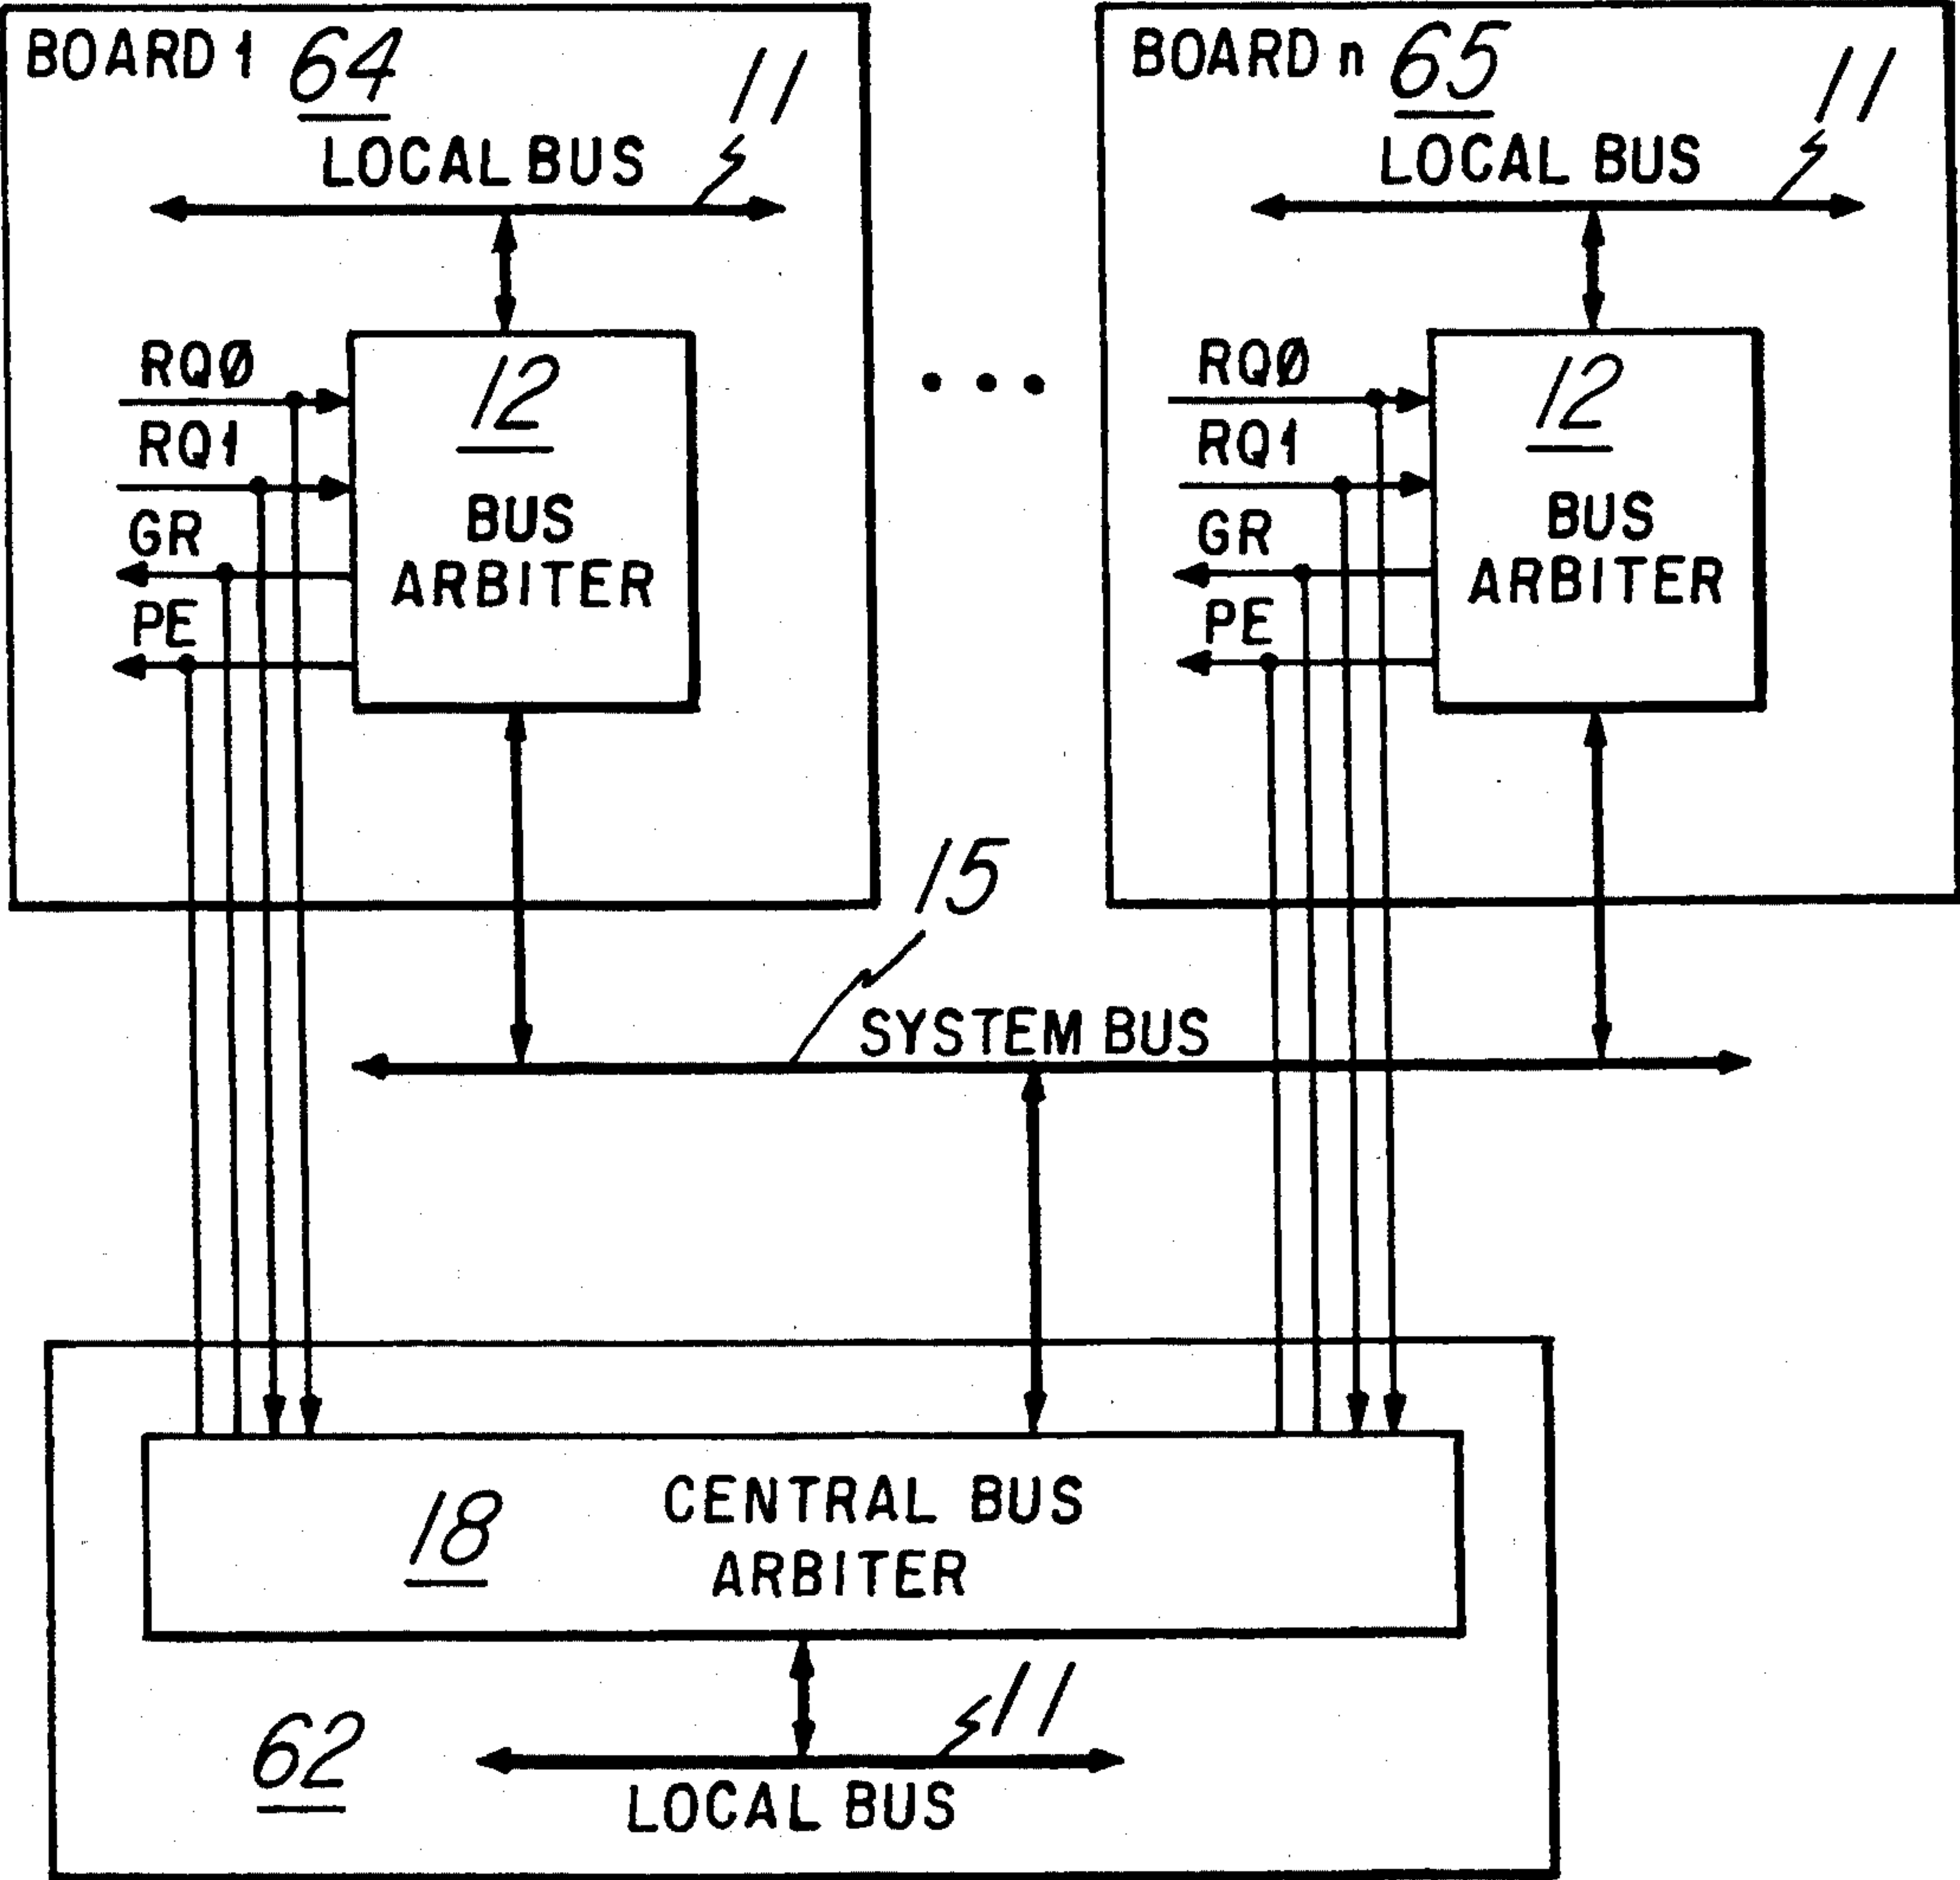 BOARD 1 64
11
LOCAL BUS
RQ0
RQ1
GR
PE
12
BUS
ARBITER
• • •
BOARD n 65
11
LOCAL BUS
RQ0
RQ1
GR
PE
12
BUS
ARBITER
15
SYSTEM BUS
18
CENTRAL BUS
ARBITER
62
11
LOCAL BUS